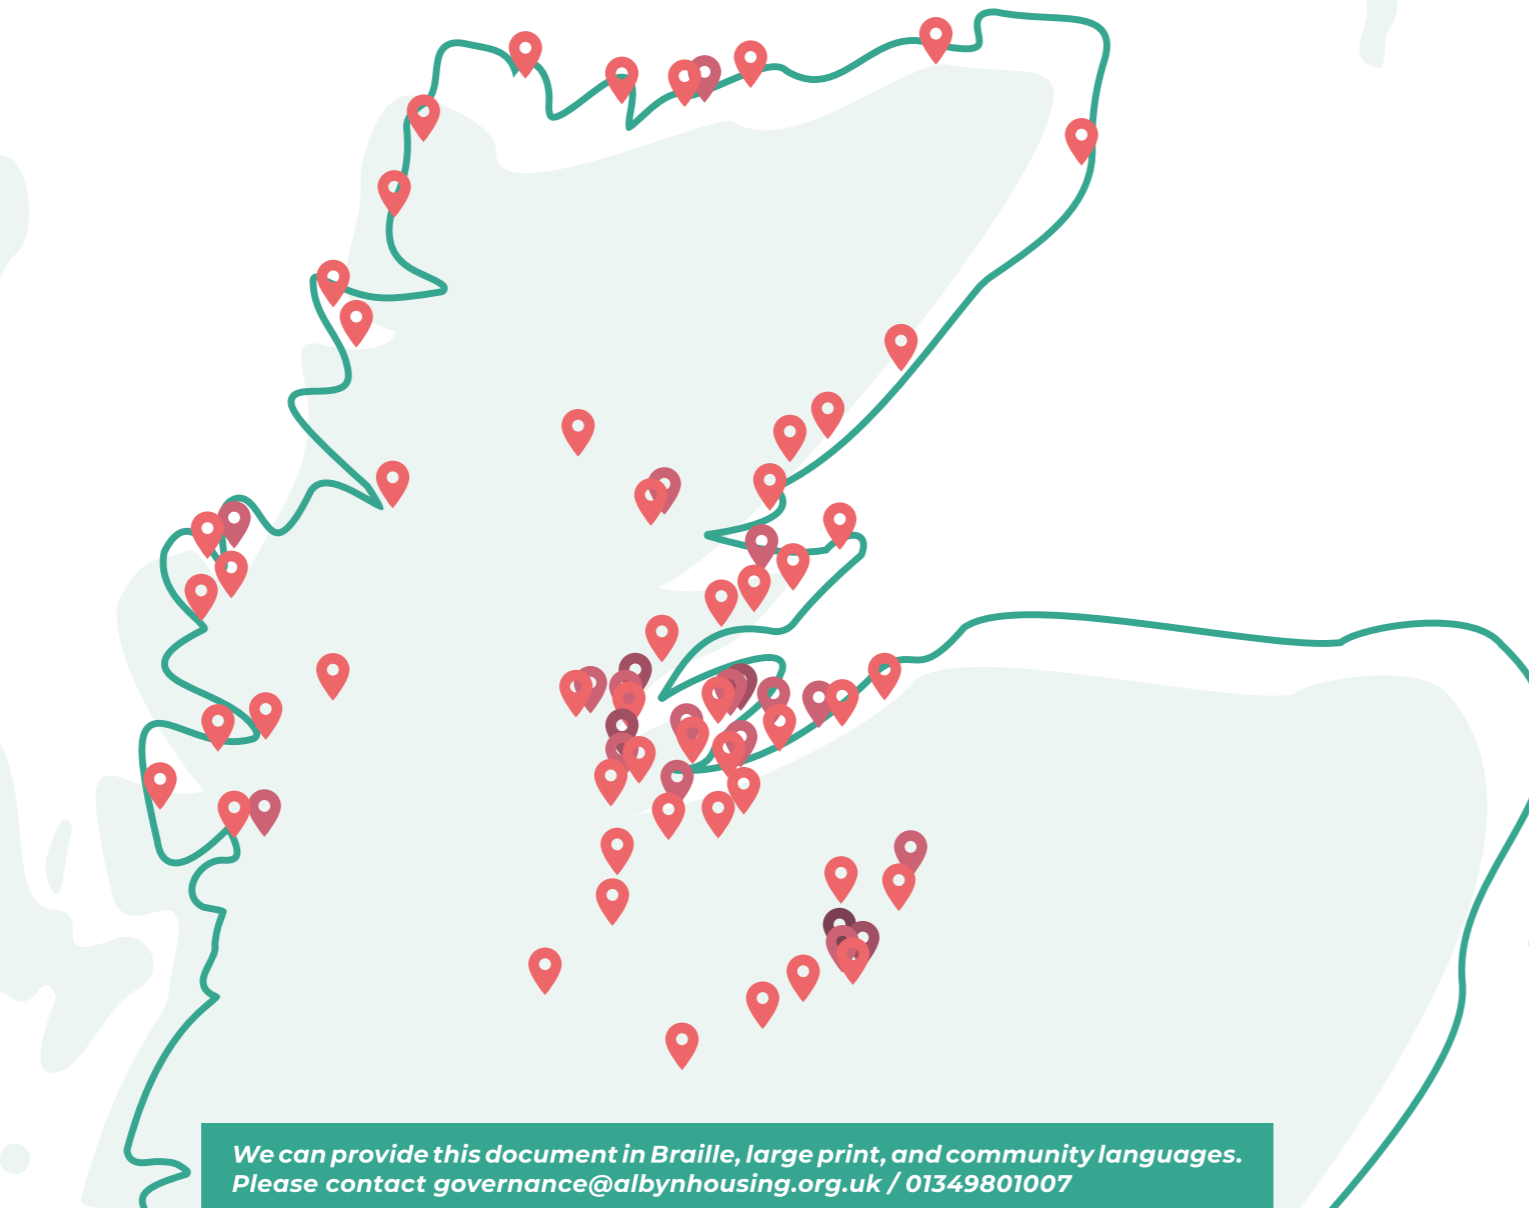 We can provide this document in Braille, large print, and community languages.
Please contact governance@albynhousing.org.uk / 01349801007